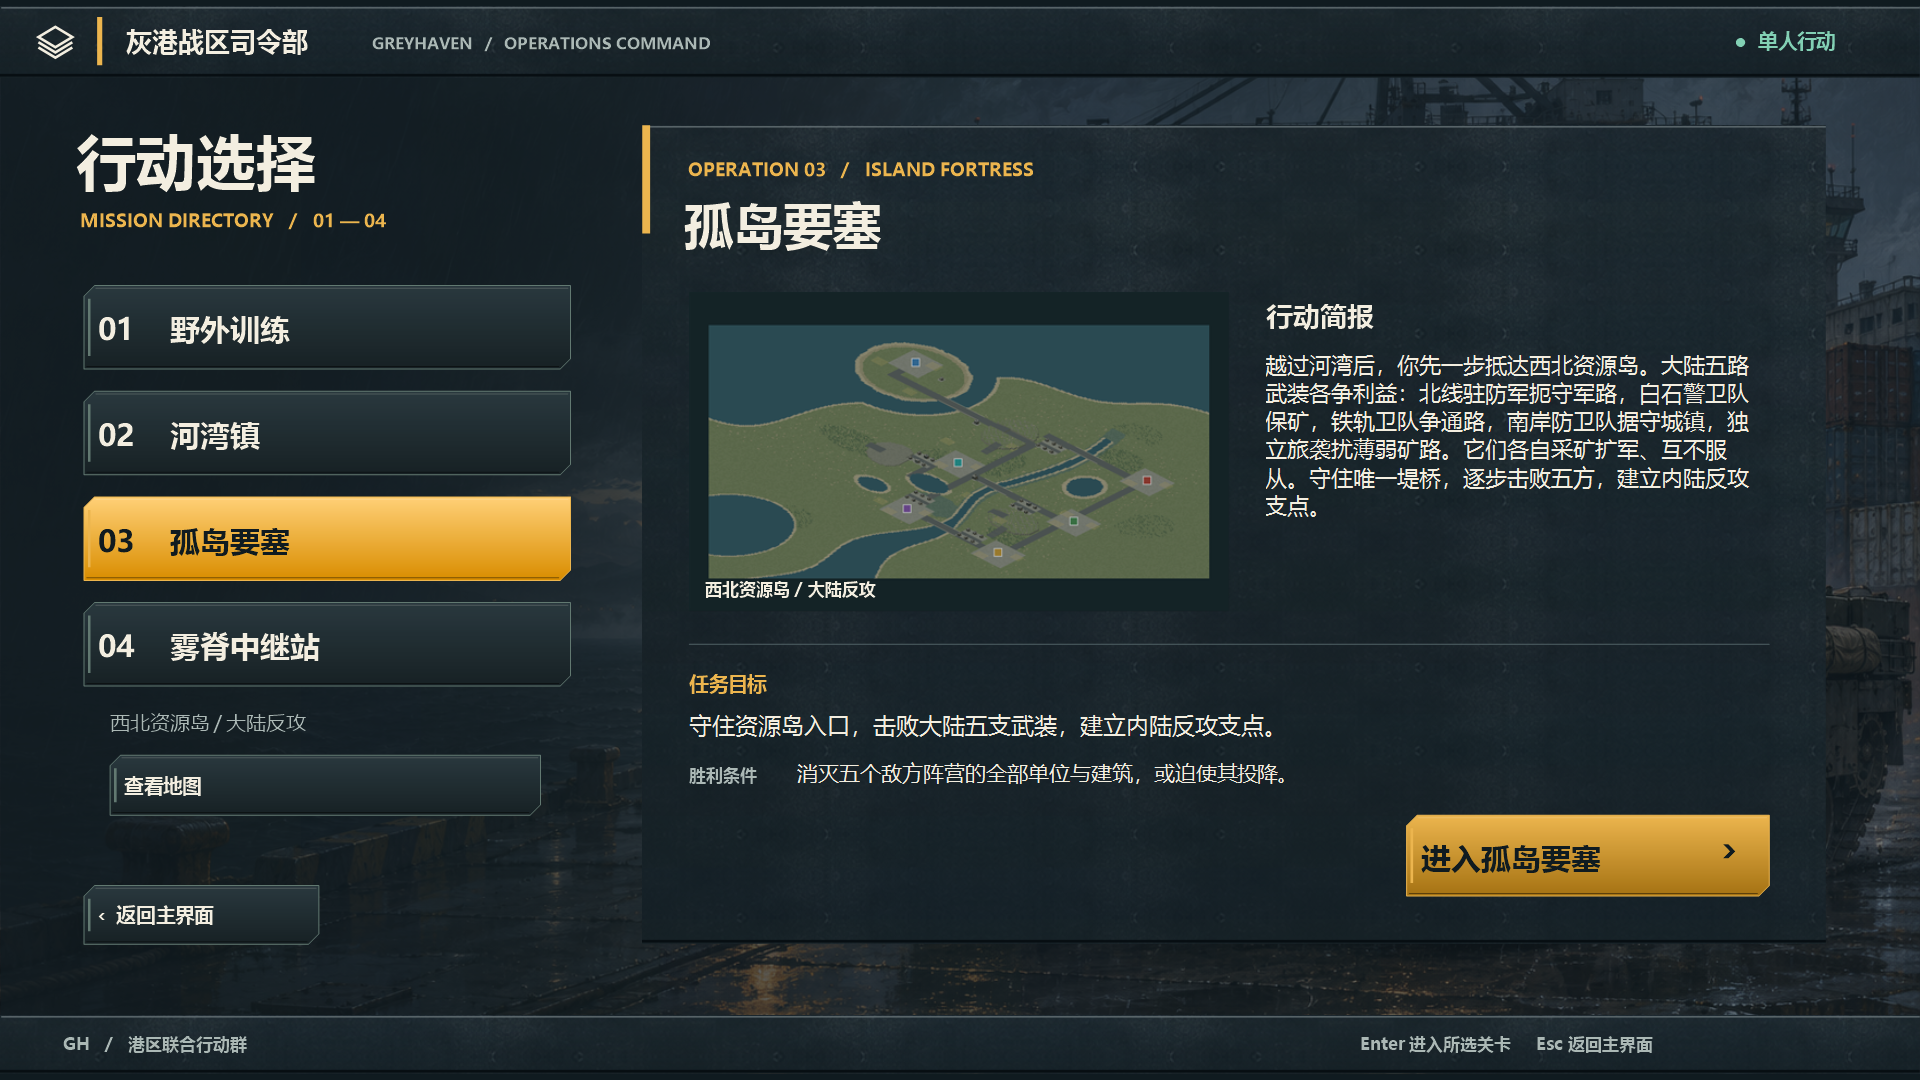 灰港战区司令部
GREYHAVEN / OPERATIONS COMMAND
单人行动
行动选择
MISSION DIRECTORY / 01 — 04
01 野外训练
02 河湾镇
03 孤岛要塞
04 雾脊中继站
西北资源岛 / 大陆反攻
查看地图
‹ 返回主界面
OPERATION 03 / ISLAND FORTRESS
孤岛要塞
西北资源岛 / 大陆反攻
行动简报
越过河湾后，你先一步抵达西北资源岛。大陆五路
武装各争利益：北线驻防军扼守军路，白石警卫队
保矿，铁轨卫队争通路，南岸防卫队据守城镇，独
立旅袭扰薄弱矿路。它们各自采矿扩军、互不服
从。守住唯一堤桥，逐步击败五方，建立内陆反攻
支点。
任务目标
守住资源岛入口，击败大陆五支武装，建立内陆反攻支点。
胜利条件 消灭五个敌方阵营的全部单位与建筑，或迫使其投降。
进入孤岛要塞 ›
GH / 港区联合行动群
Enter 进入所选关卡 Esc 返回主界面